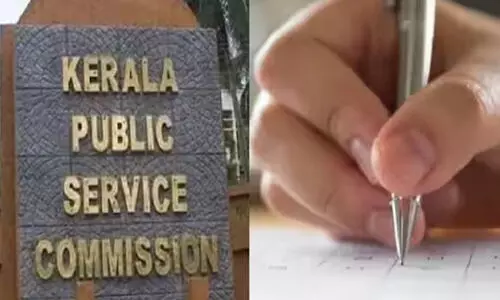 KERALA
PUBLIC
SERVICE
COMMISSION